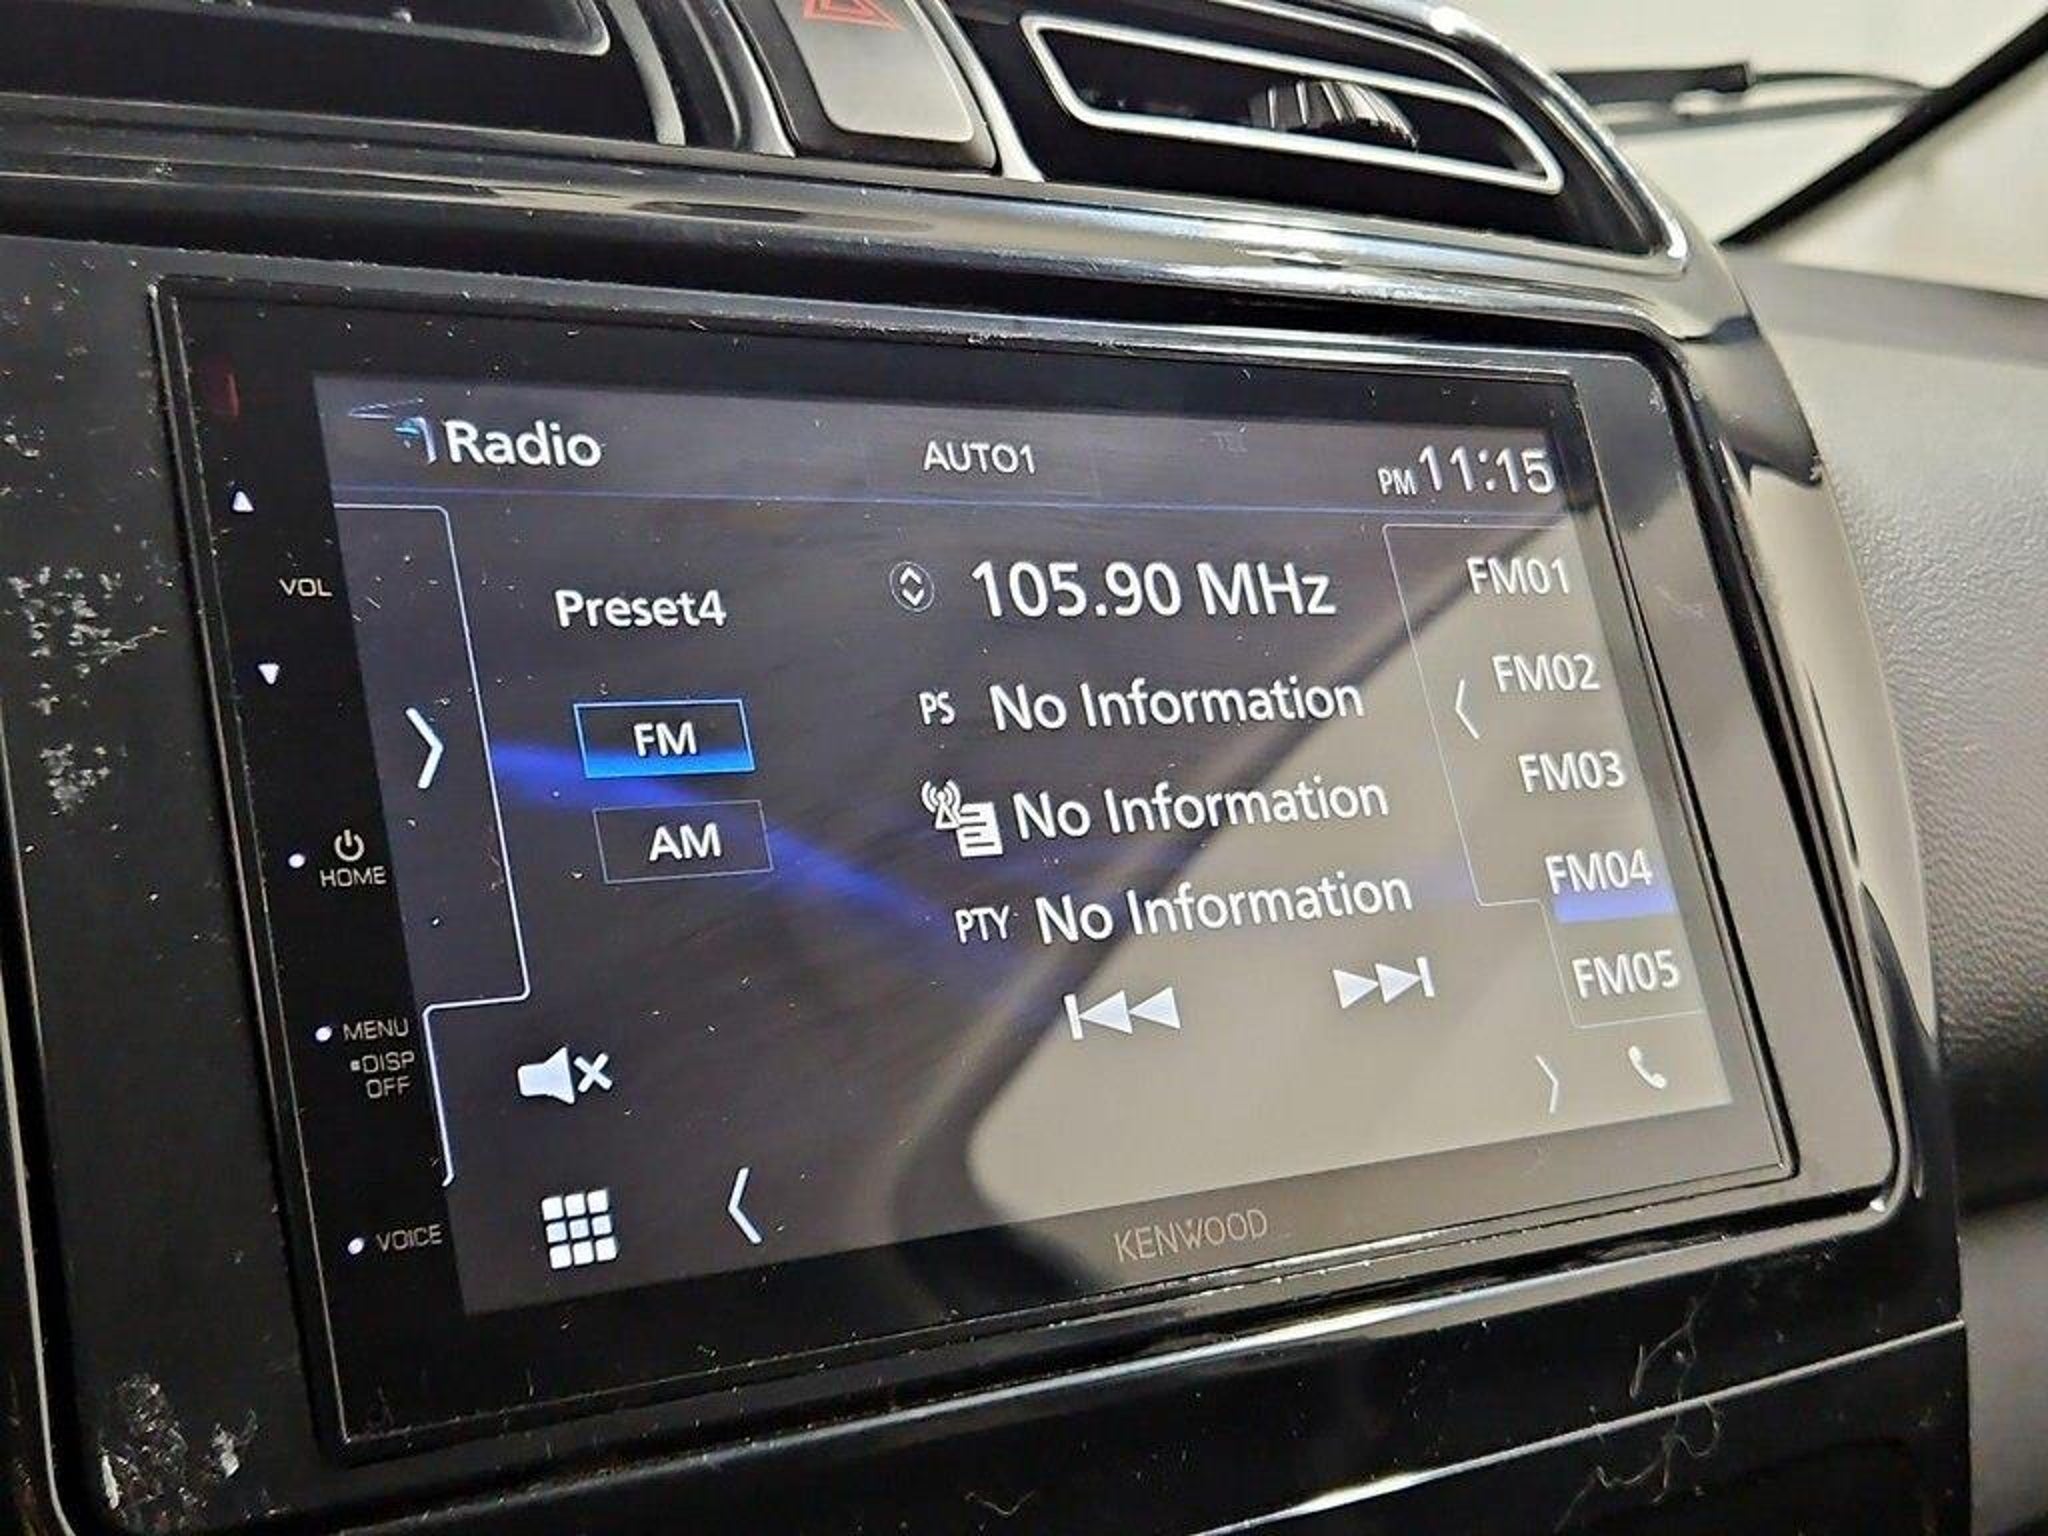 Radio
AUTO1
PM 11:15
VOL
Preset4
105.90 MHz
FM01
PS No Information
FM02
FM
No Information
FM03
AM
PTY No Information
FM04
HOME
FM05
MENU
DISP
OFF
VOICE
KENWOOD